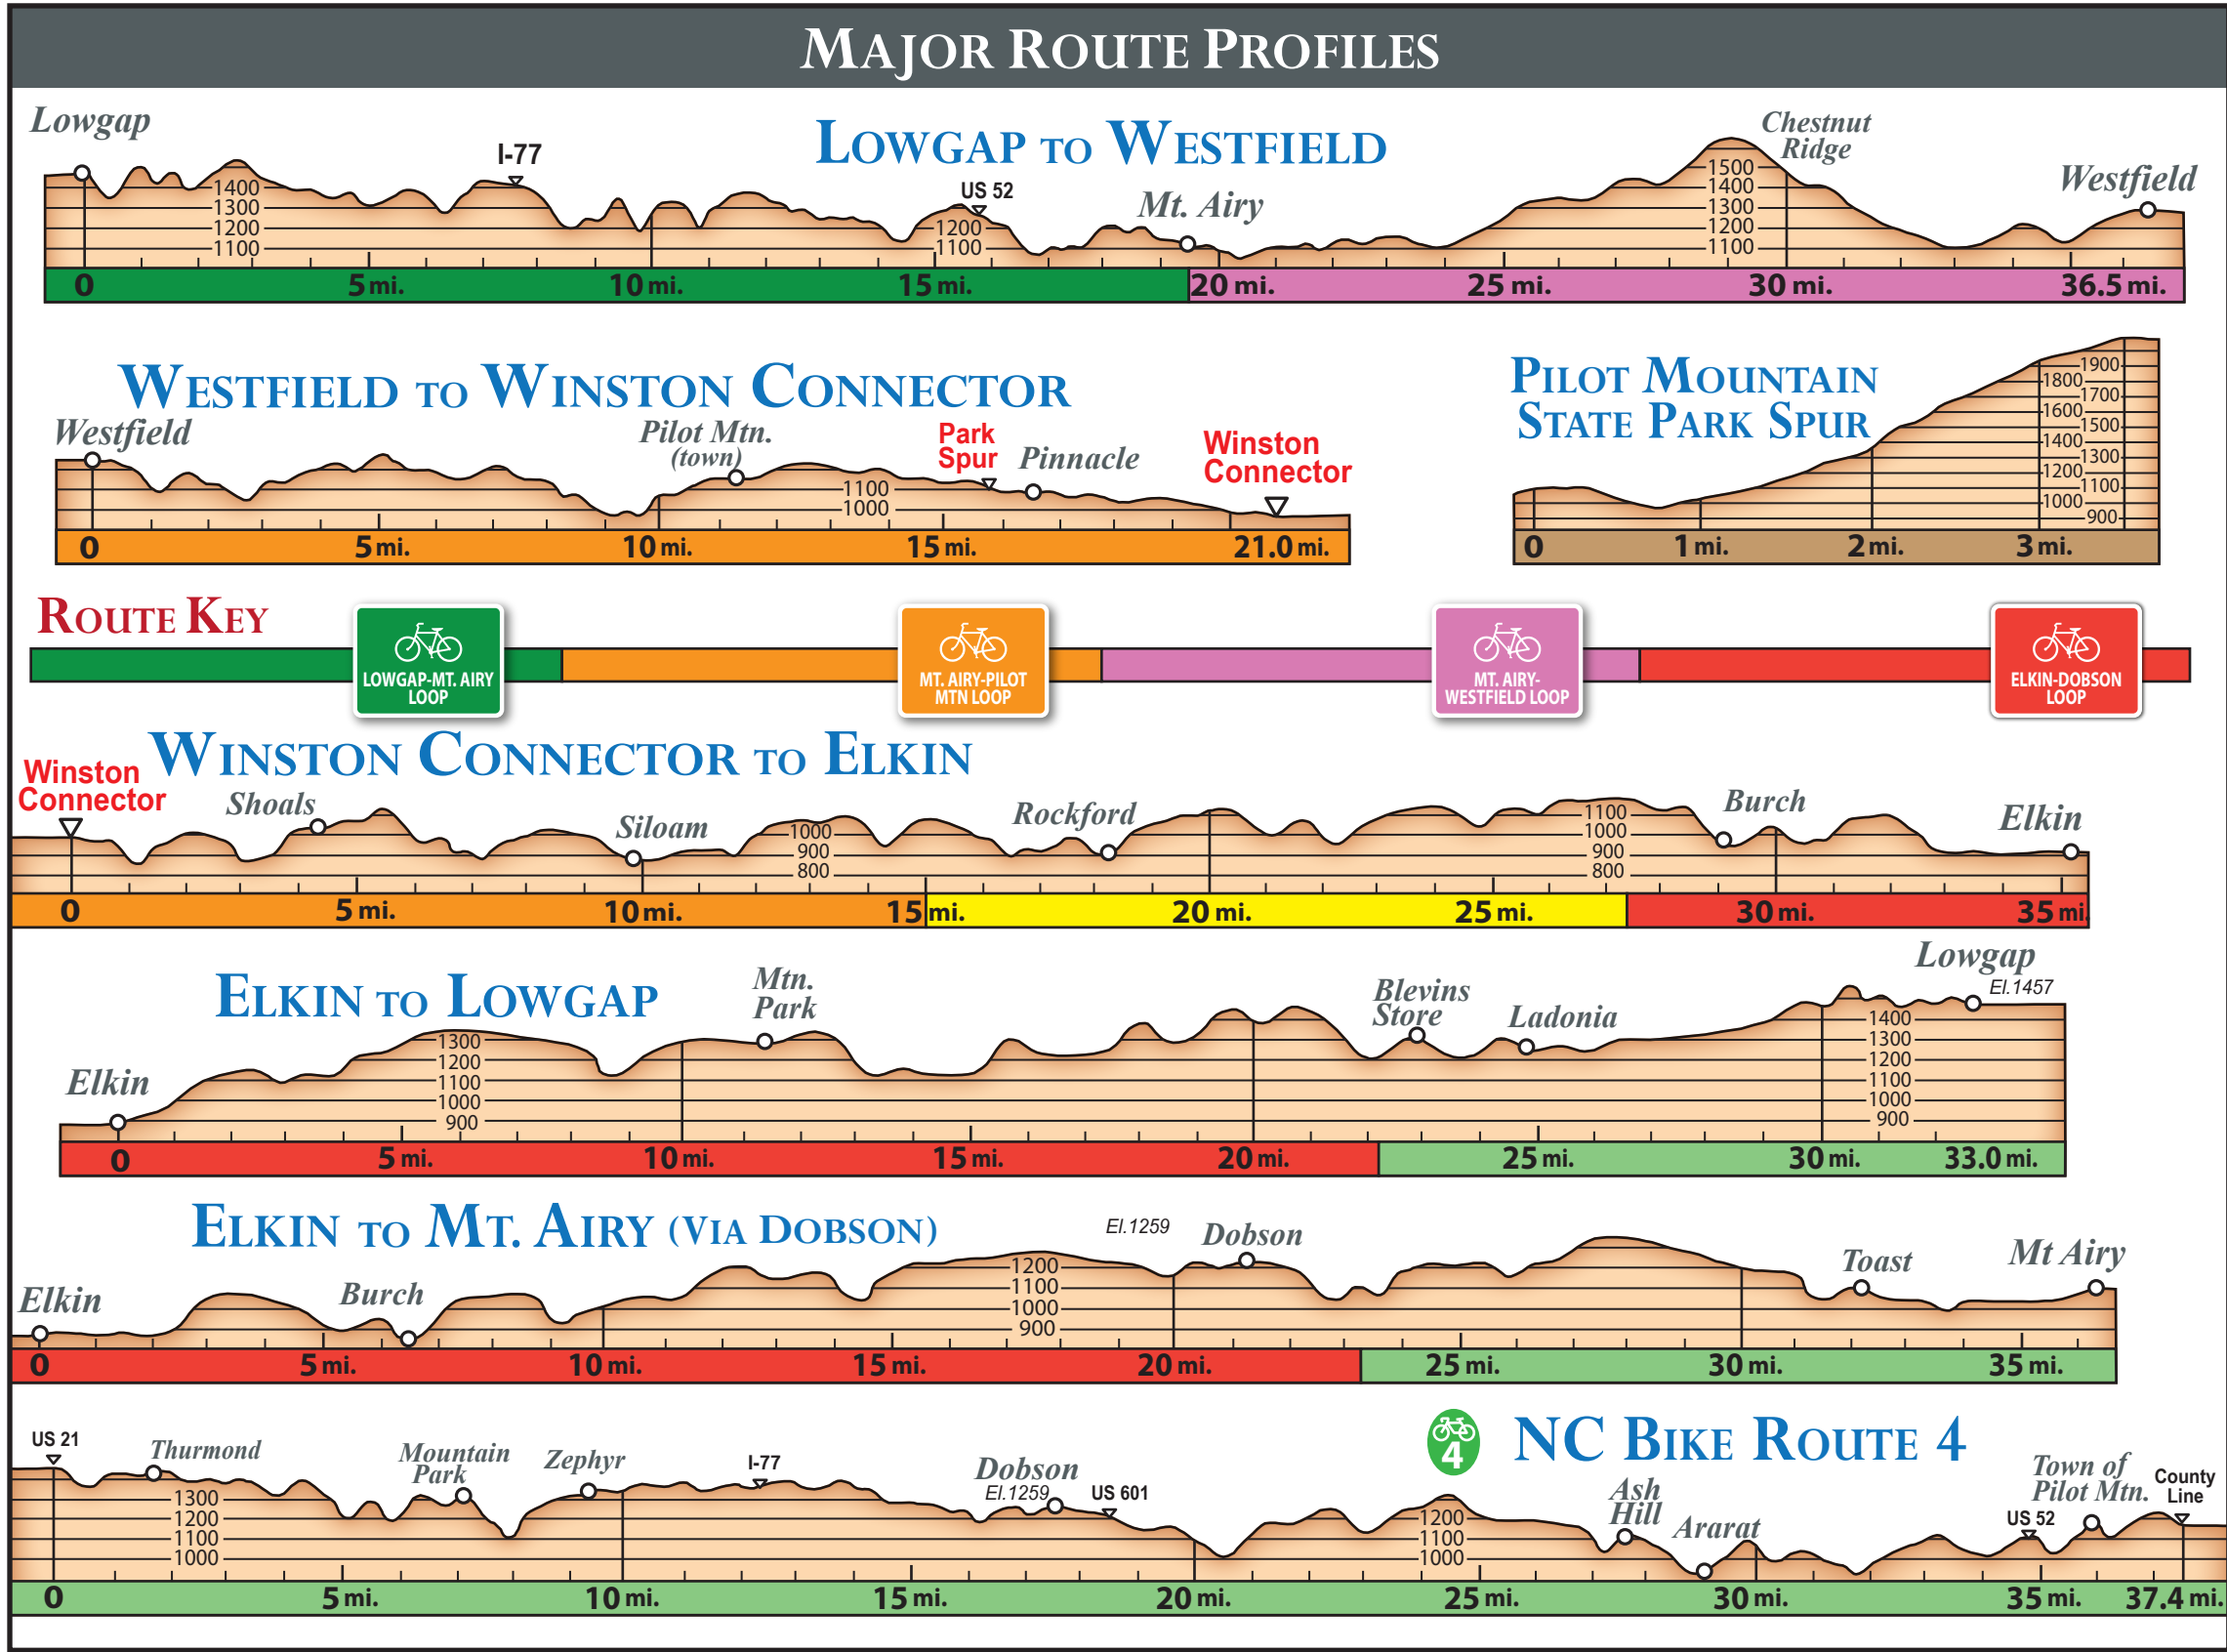 MAJOR ROUTE PROFILES
LOWGAP TO WESTFIELD
Lowgap
I-77
US 52
Mt. Airy
Chestnut
Ridge
Westfield
1400
1300
1200
1100
1200
1100
1500
1400
1300
1200
1100
0 5 mi. 10 mi. 15 mi. 20 mi. 25 mi. 30 mi. 36.5 mi.
WESTFIELD TO WINSTON CONNECTOR
Westfield
Pilot Mtn.
(town)
Park
Spur
Pinnacle
Winston
Connector
1100
1000
0 5 mi. 10 mi. 15 mi. 21.0 mi.
PILOT MOUNTAIN
STATE PARK SPUR
1900
1800
1700
1600
1500
1400
1300
1200
1100
1000
900
0 1 mi. 2 mi. 3 mi.
ROUTE KEY
LOWGAP-MT. AIRY
LOOP
MT. AIRY-PILOT
MTN LOOP
MT. AIRY-
WESTFIELD LOOP
ELKIN-DOBSON
LOOP
WINSTON CONNECTOR TO ELKIN
Winston
Connector
Shoals
Siloam
Rockford
Burch
Elkin
1000
900
800
1100
1000
900
800
0 5 mi. 10 mi. 15 mi. 20 mi. 25 mi. 30 mi. 35 mi.
ELKIN TO LOWGAP
Elkin
Mtn.
Park
Blevins
Store
Ladonia
Lowgap
El.1457
1300
1200
1100
1000
900
1400
1300
1200
1100
1000
900
0 5 mi. 10 mi. 15 mi. 20 mi. 25 mi. 30 mi. 33.0 mi.
ELKIN TO MT. AIRY (VIA DOBSON)
Elkin
Burch
El.1259
Dobson
Toast
Mt Airy
1200
1100
1000
900
0 5 mi. 10 mi. 15 mi. 20 mi. 25 mi. 30 mi. 35 mi.
4
NC BIKE ROUTE 4
US 21
Thurmond
Mountain
Park
Zephyr
I-77
Dobson
El.1259
US 601
Ash
Hill
Ararat
US 52
Town of
Pilot Mtn.
County
Line
1300
1200
1100
1000
1200
1100
1000
0 5 mi. 10 mi. 15 mi. 20 mi. 25 mi. 30 mi. 35 mi. 37.4 mi.